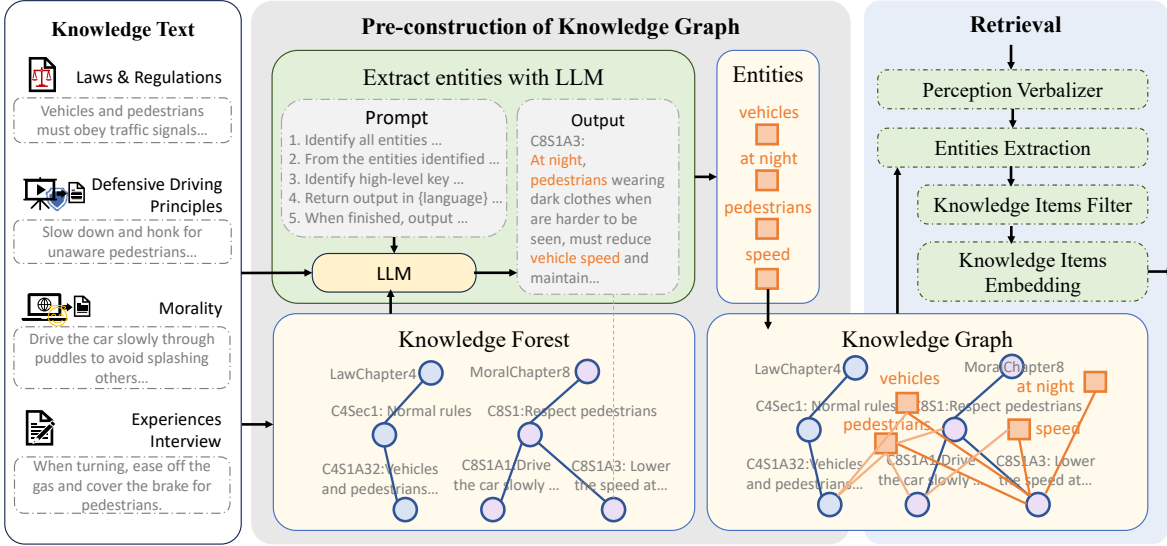 Knowledge Text
Laws & Regulations
Vehicles and pedestrians
must obey traffic signals…
Defensive Driving
Principles
Slow down and honk for
unaware pedestrians…
Morality
Drive the car slowly through
puddles to avoid splashing
others…
Experiences
Interview
When turning, ease off the
gas and cover the brake for
pedestrians.
Pre-construction of Knowledge Graph
Extract entities with LLM
Prompt
1. Identify all entities …
2. From the entities identified …
3. Identify high-level key …
4. Return output in {language} …
5. When finished, output …
LLM
Output
C8S1A3:
At night,
pedestrians wearing
dark clothes when
are harder to be
seen, must reduce
vehicle speed and
maintain…
Entities
vehicles
at night
pedestrians
speed
Knowledge Forest
LawChapter4
MoralChapter8
C4Sec1: Normal rules
C8S1:Respect pedestrians
C4S1A32:Vehicles
and pedestrians…
C8S1A1:Drive
the car slowly …
C8S1A3: Lower
the speed at…
Knowledge Graph
LawChapter4
MoralChapter8
vehicles
at night
C4Sec1: Normal rules
C8S1:Respect pedestrians
pedestrians
speed
C4S1A32:Vehicles
and pedestrians…
C8S1A1:Drive
the car slowly …
C8S1A3: Lower
the speed at…
Retrieval
Perception Verbalizer
Entities Extraction
Knowledge Items Filter
Knowledge Items
Embedding